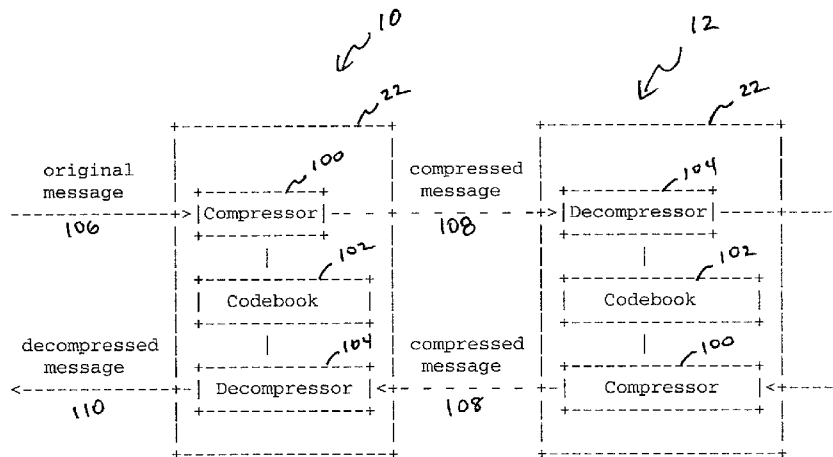 10
12
22
22
original
message
100
compressed
message
104
Compressor
Decompressor
106
108
102
102
Codebook
Codebook
decompressed
message
104
compressed
message
100
Decompressor
Compressor
110
108